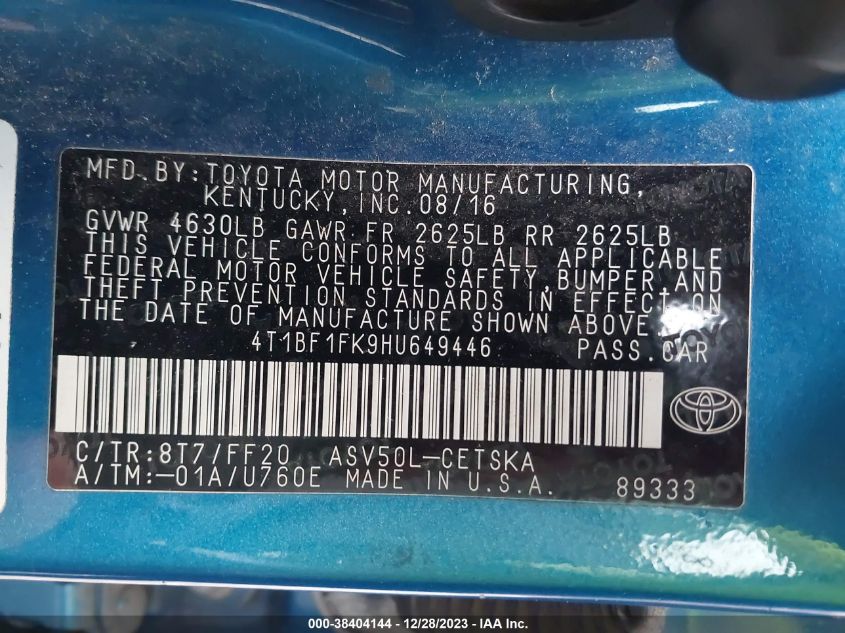 MFD.BY:TOYOTA MOTOR MANUFACTURING,
KENTUCKY,INC.08/16
GVWR 4630LB GAWR FR 2625LB RR 2625LB
THIS VEHICLE CONFORMS TO ALL APPLICABLE
FEDERAL MOTOR VEHICLE SAFETY,BUMPER,AND
THEFT PREVENTION STANDARDS IN EFFECT ON
THE DATE OF MANUFACTURE SHOWN ABOVE.
4T1BF1FK9HU649446 PASS.CAR
C/TR:8T7/FF20 ASV50L-CETSKA
A/TM:-01A/U760E MADE IN U.S.A. 89333
000-38404144 - 12/28/2023 - IAA Inc.